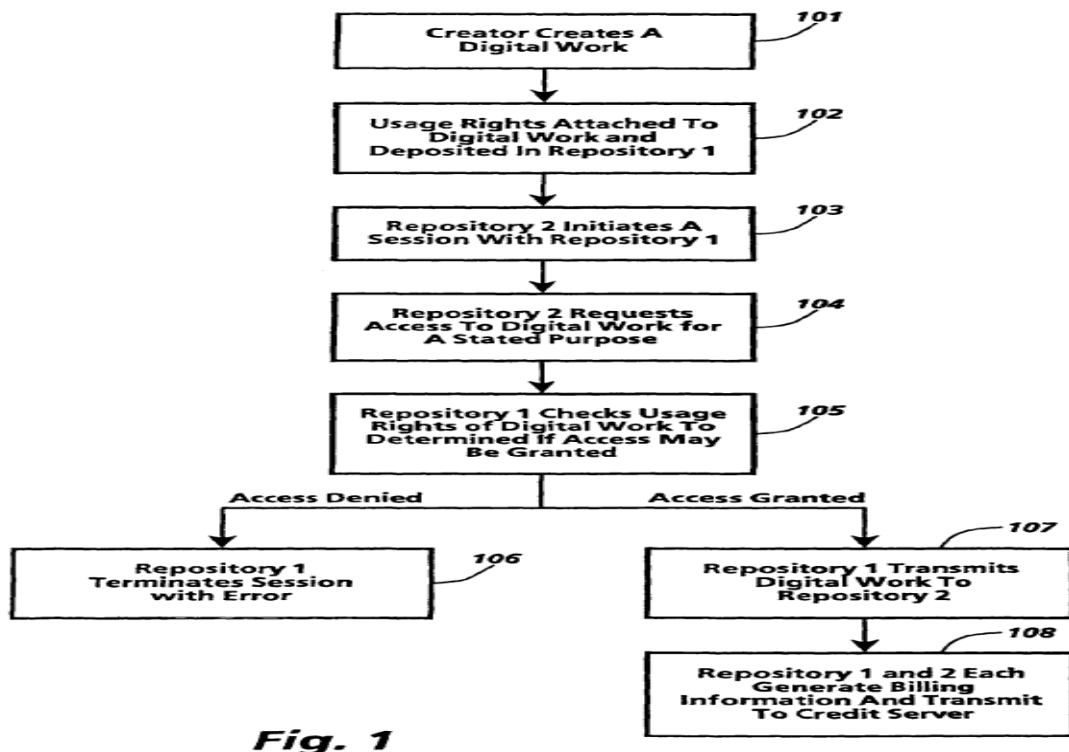 Creator Creates A
Digital Work
101
Usage Rights Attached To
Digital Work and
Deposited In Repository 1
102
Repository 2 Initiates A
Session With Repository 1
103
Repository 2 Requests
Access To Digital Work for
A Stated Purpose
104
Repository 1 Checks Usage
Rights of Digital Work To
Determined If Access May
Be Granted
105
Access Denied
Access Granted
Repository 1
Terminates Session
with Error
106
107
Repository 1 Transmits
Digital Work To
Repository 2
108
Repository 1 and 2 Each
Generate Billing
Information And Transmit
To Credit Server
Fig. 1